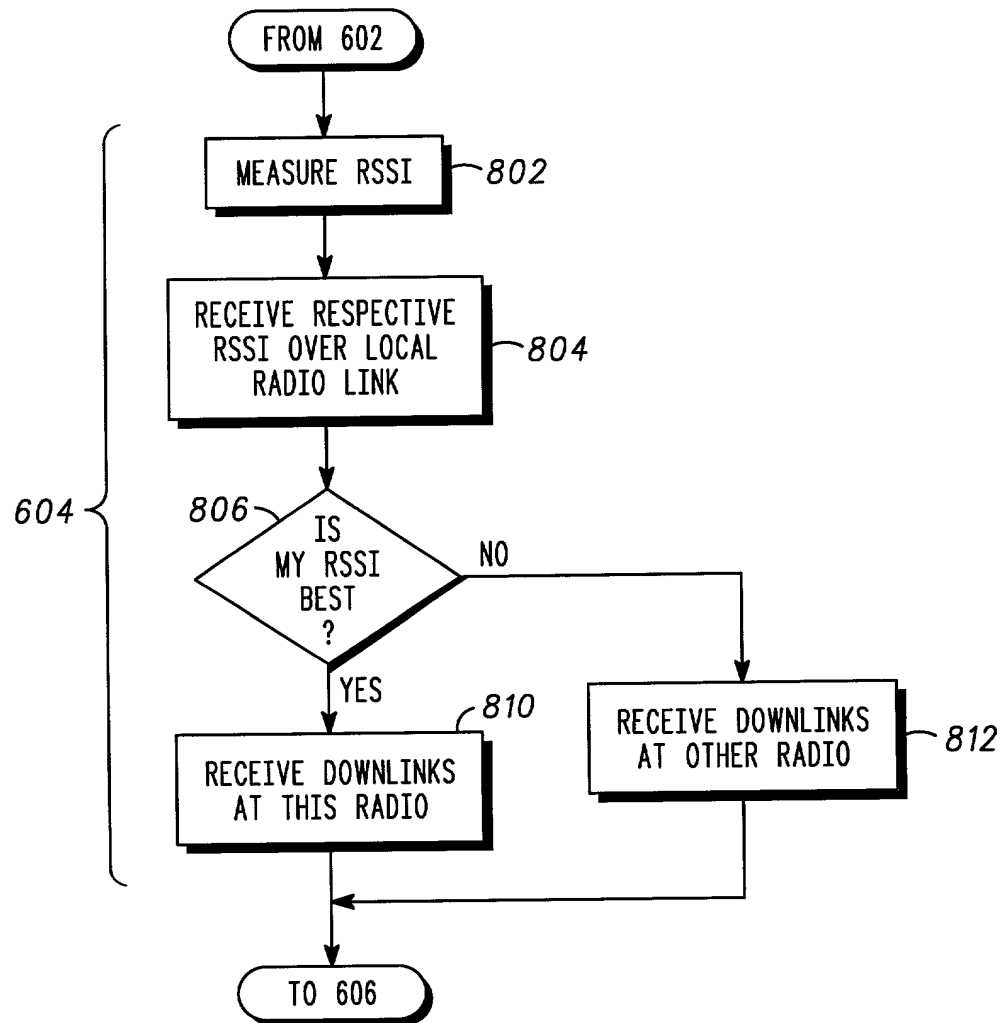 FROM 602
MEASURE RSSI
802
RECEIVE RESPECTIVE
RSSI OVER LOCAL
RADIO LINK
804
604
806
IS
MY RSSI
BEST
?
NO
YES
810
RECEIVE DOWNLINKS
AT THIS RADIO
RECEIVE DOWNLINKS
AT OTHER RADIO
812
TO 606